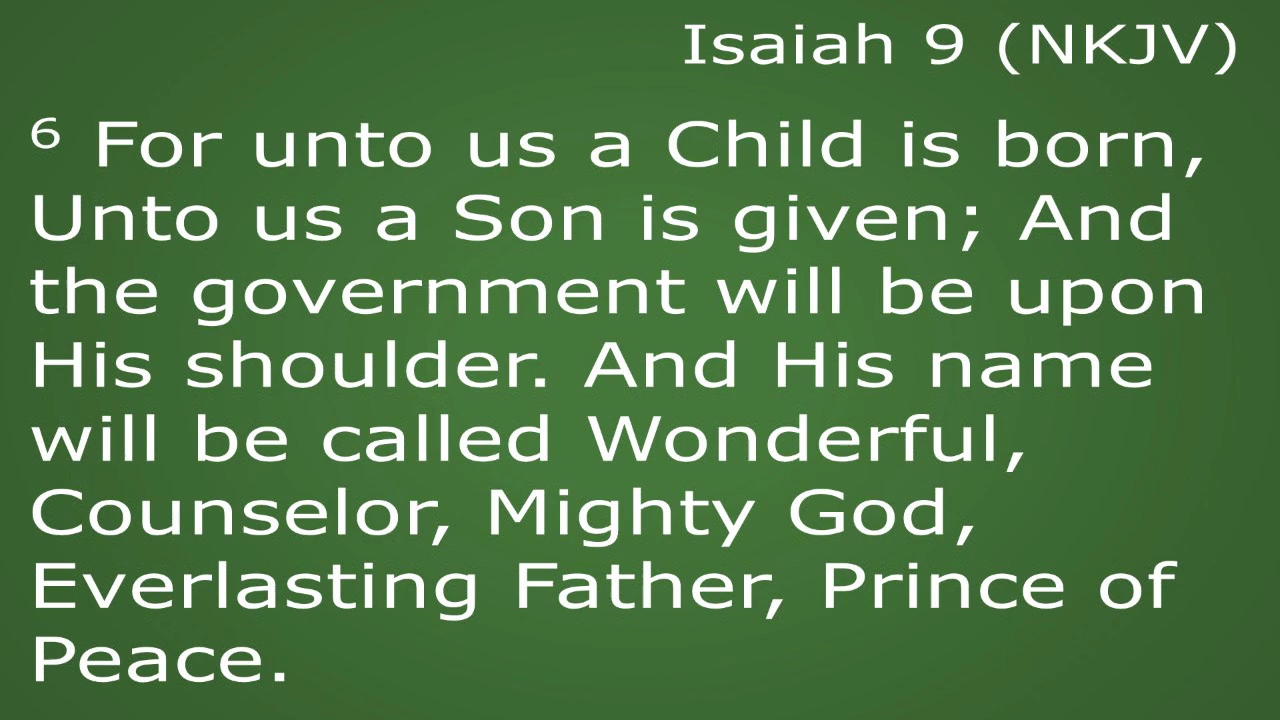 Isaiah 9 (NKJV)
6 For unto us a Child is born,
Unto us a Son is given; And
the government will be upon
His shoulder. And His name
will be called Wonderful,
Counselor, Mighty God,
Everlasting Father, Prince of
Peace.